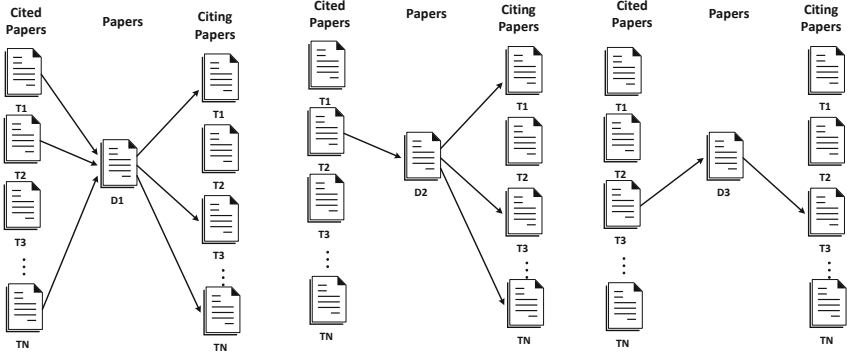 Cited
Papers
Papers
Citing
Papers
T1
T2
T3
TN
D1
T1
T2
T3
TN
Cited
Papers
Papers
Citing
Papers
T1
T2
T3
TN
D2
T1
T2
T3
TN
Cited
Papers
Papers
Citing
Papers
T1
T2
T3
TN
D3
T1
T2
T3
TN